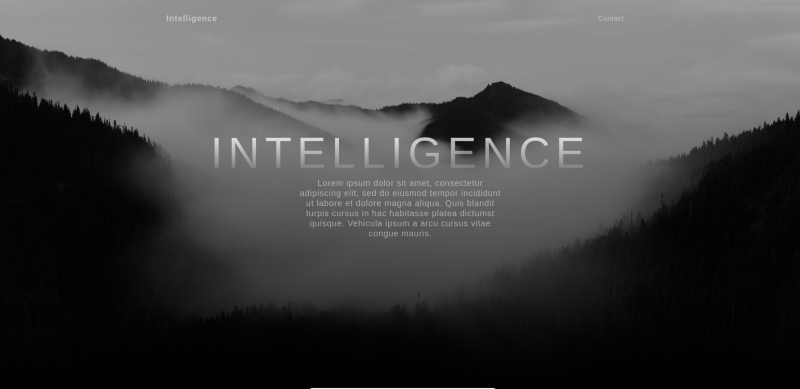 Intelligence
Contact
INTELLIGENCE
Lorem ipsum dolor sit amet, consectetur
adipiscing elit, sed do eiusmod tempor incididunt
ut labore et dolore magna aliqua. Quis blandit
turpis cursus in hac habitasse platea dictumst
quisque. Vehicula ipsum a arcu cursus vitae
congue mauris.